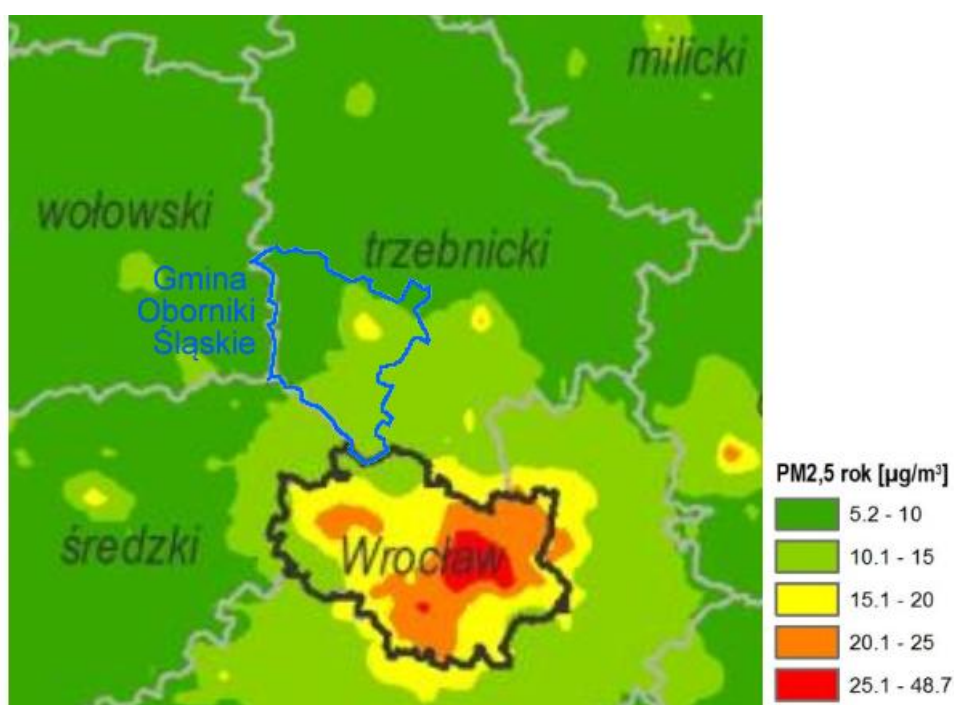 milicki
wołowski
trzebnicki
Gmina
Oborniki
Śląskie
średzki
Wrocław
PM2,5 rok [µg/m³]
5.2 - 10
10.1 - 15
15.1 - 20
20.1 - 25
25.1 - 48.7